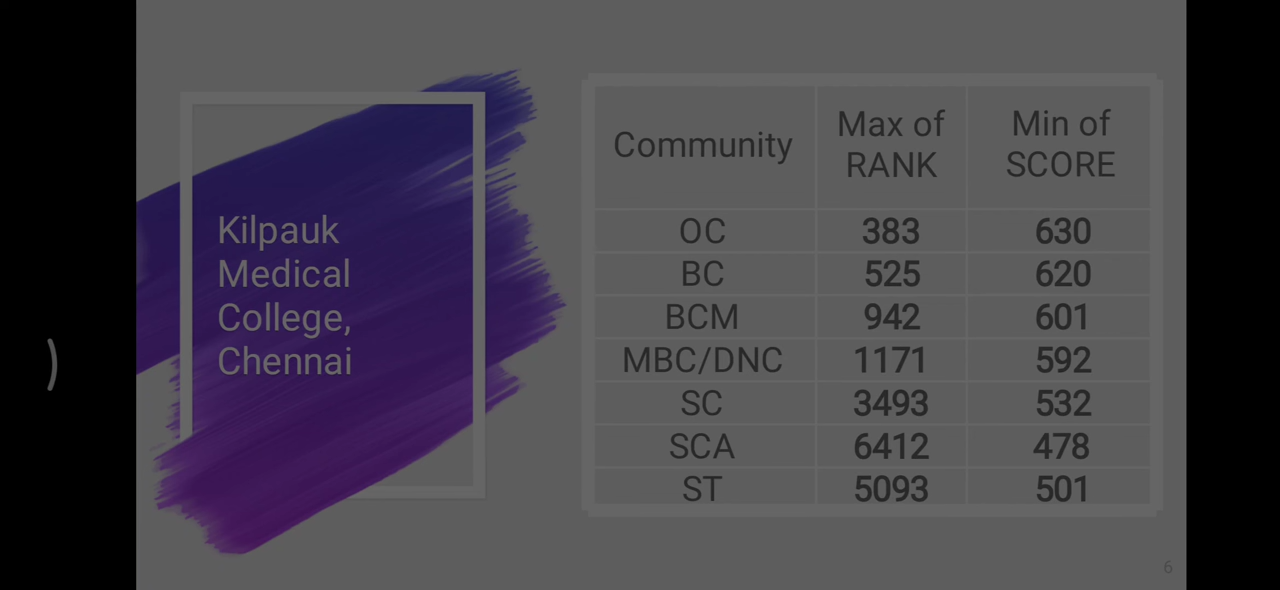 Kilpauk
Medical
College,
Chennai
Community Max of RANK Min of SCORE
OC 383 630
BC 525 620
BCM 942 601
MBC/DNC 1171 592
SC 3493 532
SCA 6412 478
ST 5093 501
6